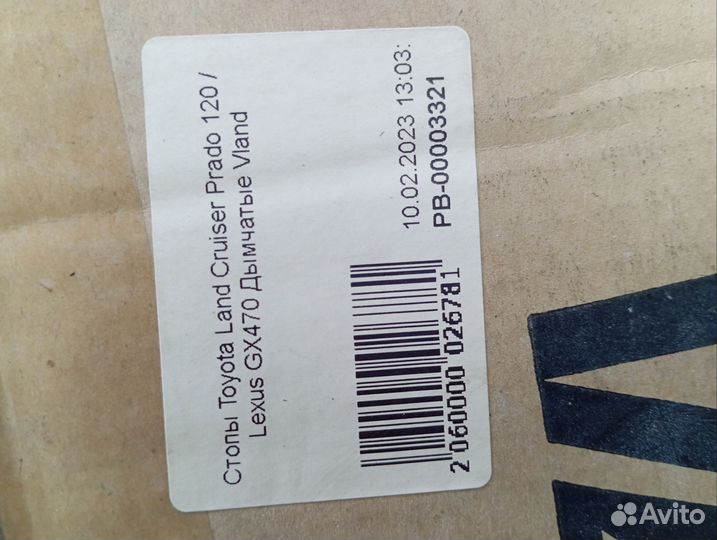 Стопы Toyota Land Cruiser Prado 120 /
Lexus GX470 Дымчатые Vland
10.02.2023 13:03:
РВ-00003321
2 060000 026781
Avito